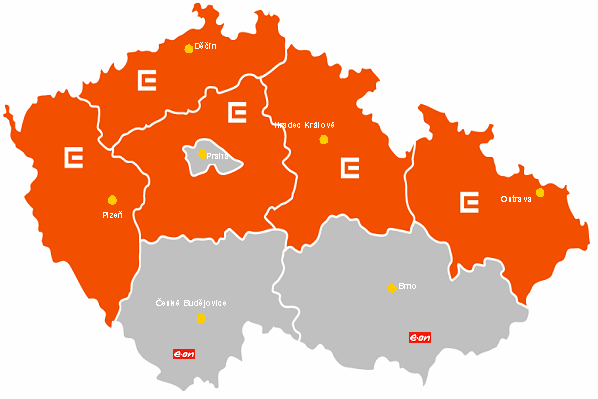 Děčín
Hradec Králové
Praha
Plzeň
Ostrava
Brno
České Budějovice
e·on
e·on